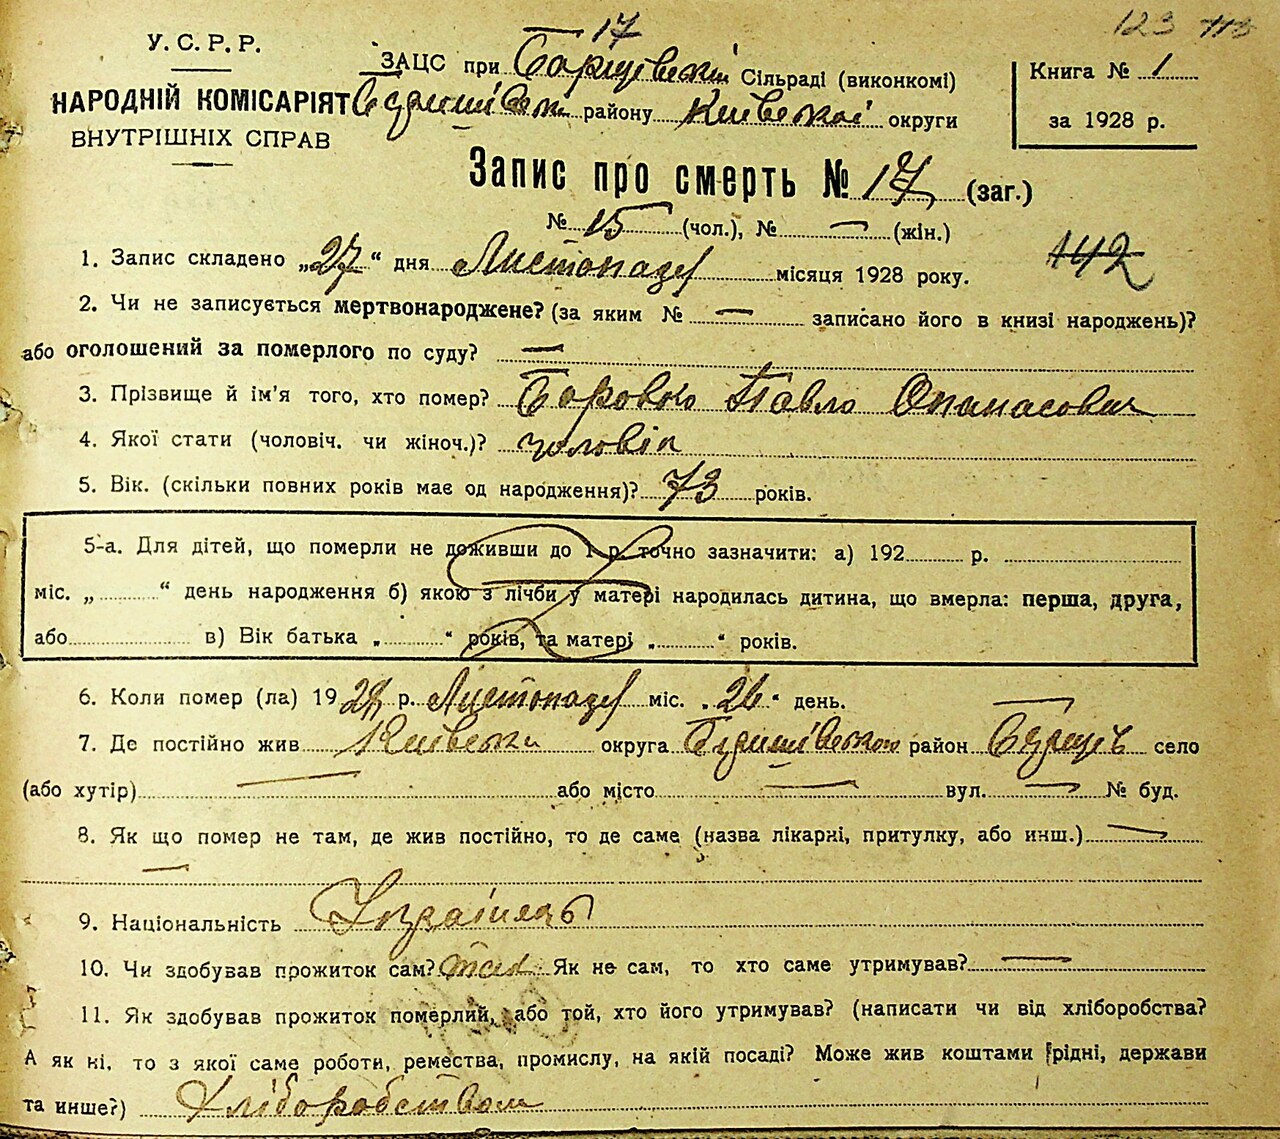 17
123 113
У. С. Р. Р.
НАРОДНІЙ КОМІСАРІЯТ
ВНУТРІШНІХ СПРАВ
ЗАЦС при Борщівській Сільраді (виконкомі)
району Київської округи
Книга № 1
за 1928 р.
Запис про смерть № 17 (заг.)
№ 15 (чол.), № — (жін.)
142
1. Запис складено „27“ дня Листопаду місяця 1928 року.
2. Чи не записується мертвонароджене? (за яким № — записано його в книзі народжень)?
або оголошений за померлого по суду? —
3. Прізвище й ім'я того, хто помер? Боровко Павло Опанасович
4. Якої стати (чоловіч. чи жіноч.)? чоловік
5. Вік. (скільки повних років має од народження)? 73 років.
5-а. Для дітей, що померли не доживши до 1 р. точно зазначити: а) 192 р.
міс. „ “ день народження б) якою з лічби у матері народилась дитина, що вмерла: перша, друга,
або в) Вік батька „ “ років, та матері „ “ років.
6. Коли помер (ла) 1928 р. Листопаду міс. „26“ день.
7. Де постійно жив Київськ округа район село
(або хутір) — або місто — вул. — № буд.
8. Як що помер не там, де жив постійно, то де саме (назва лікарні, притулку, або инш.) —
—
9. Національність Українець
10. Чи здобував прожиток сам? так Як не сам, то хто саме утримував? —
11. Як здобував прожиток померлий, або той, хто його утримував? (написати чи від хліборобства?
А як ні, то з якої саме роботи, ремества, промислу, на якій посаді? Може жив коштами рідні, держави
та инше?) Хліборобством